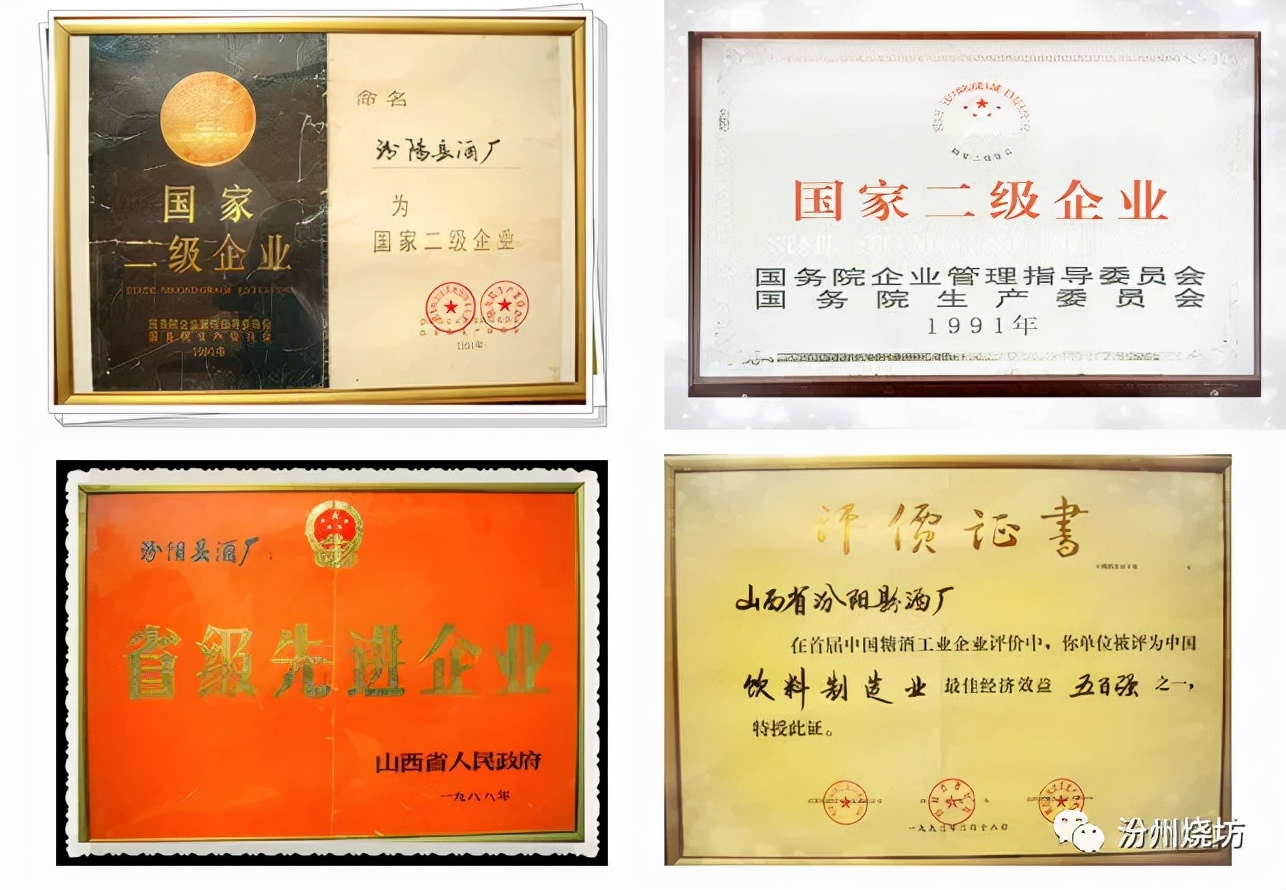 国家
二级企业
命名
汾阳县酒厂
为
国家二级企业
国家二级企业
国务院企业管理指导委员会
国务院生产委员会
1991年
汾阳县酒厂
省级先进企业
山西省人民政府
一九八八年
评價证書
山西省汾阳县酒厂
在首届中国糖酒工业企业评价中，你单位被评为中国
饮料制造业 最佳经济效益 五百强 之一，
特授此证。
汾州烧坊